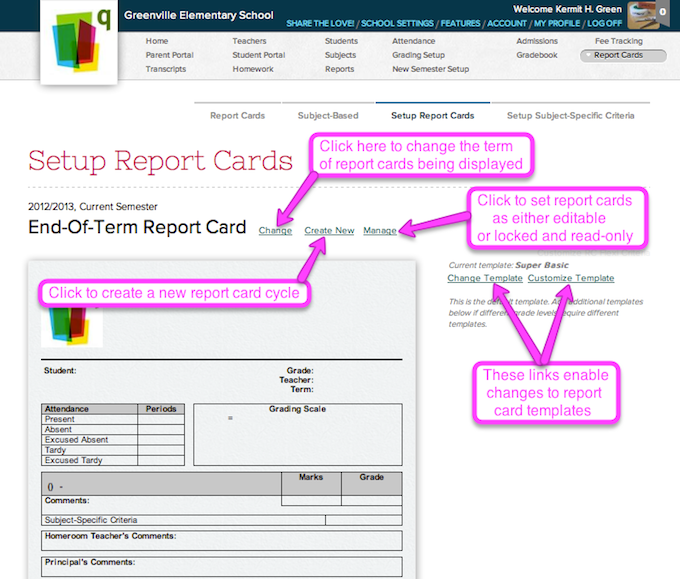 Greenville Elementary School
Welcome Kermit H. Green
0
SHARE THE LOVE! / SCHOOL SETTINGS / FEATURES / ACCOUNT / MY PROFILE / LOG OFF
q
Home Teachers Students Attendance Admissions Fee Tracking
Parent Portal Student Portal Subjects Grading Setup Gradebook Report Cards
Transcripts Homework Reports New Semester Setup
Report Cards Subject-Based Setup Report Cards Setup Subject-Specific Criteria
Setup Report Cards
Click here to change the term
of report cards being displayed
2012/2013, Current Semester
End-Of-Term Report Card Change Create New Manage
Click to set report cards
as either editable
or locked and read-only
Current template: Super Basic
Change Template Customize Template
This is the default template. Add additional templates
below if different grade levels require different
templates.
Click to create a new report card cycle
These links enable
changes to report
card templates
Student:
Grade:
Teacher:
Term:
Attendance Periods
Present
Absent
Excused Absent
Tardy
Excused Tardy
Grading Scale
=
Marks Grade
() -
Comments:
Subject-Specific Criteria
Homeroom Teacher's Comments:
Principal's Comments: